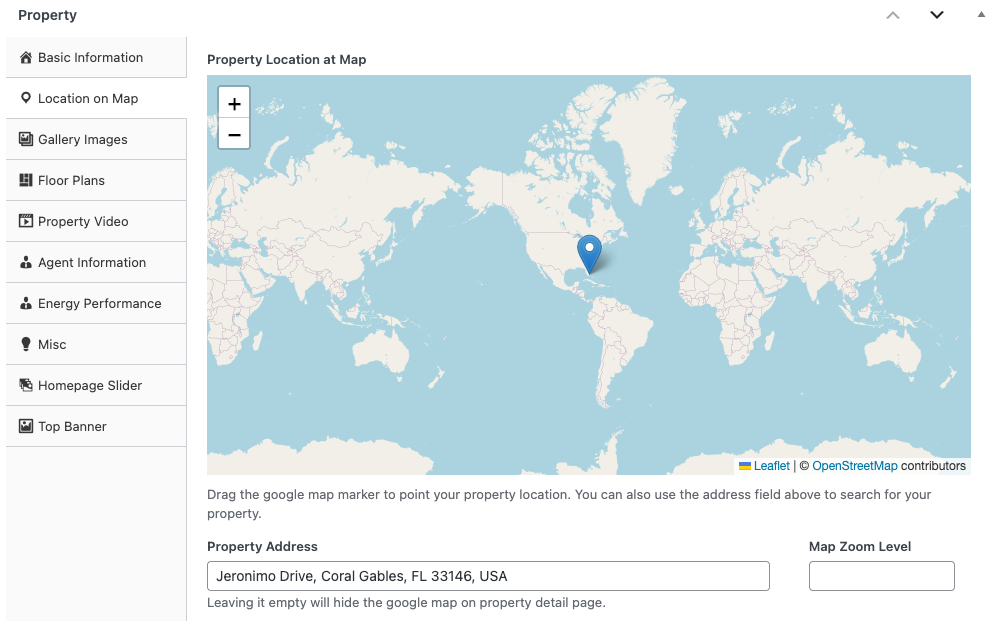 Property
Basic Information
Location on Map
Gallery Images
Floor Plans
Property Video
Agent Information
Energy Performance
Misc
Homepage Slider
Top Banner
Property Location at Map
+
−
Leaflet | © OpenStreetMap contributors
Drag the google map marker to point your property location. You can also use the address field above to search for your
property.
Property Address
Map Zoom Level
Jeronimo Drive, Coral Gables, FL 33146, USA
Leaving it empty will hide the google map on property detail page.